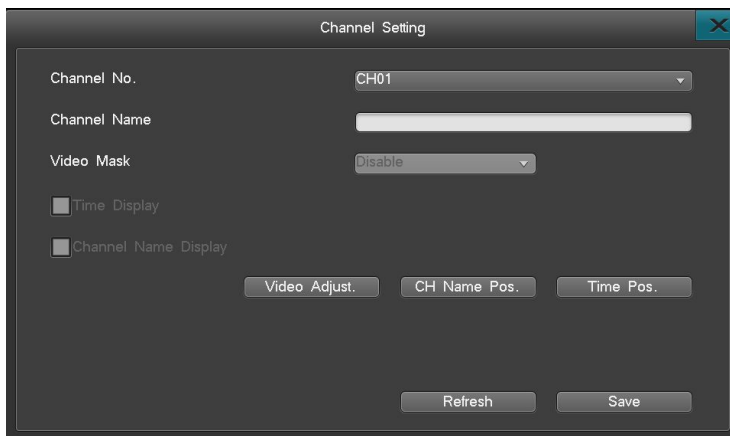 Channel Setting
Channel No.
CH01
Channel Name
Video Mask
Disable
Time Display
Channel Name Display
Video Adjust.
CH Name Pos.
Time Pos.
Refresh
Save